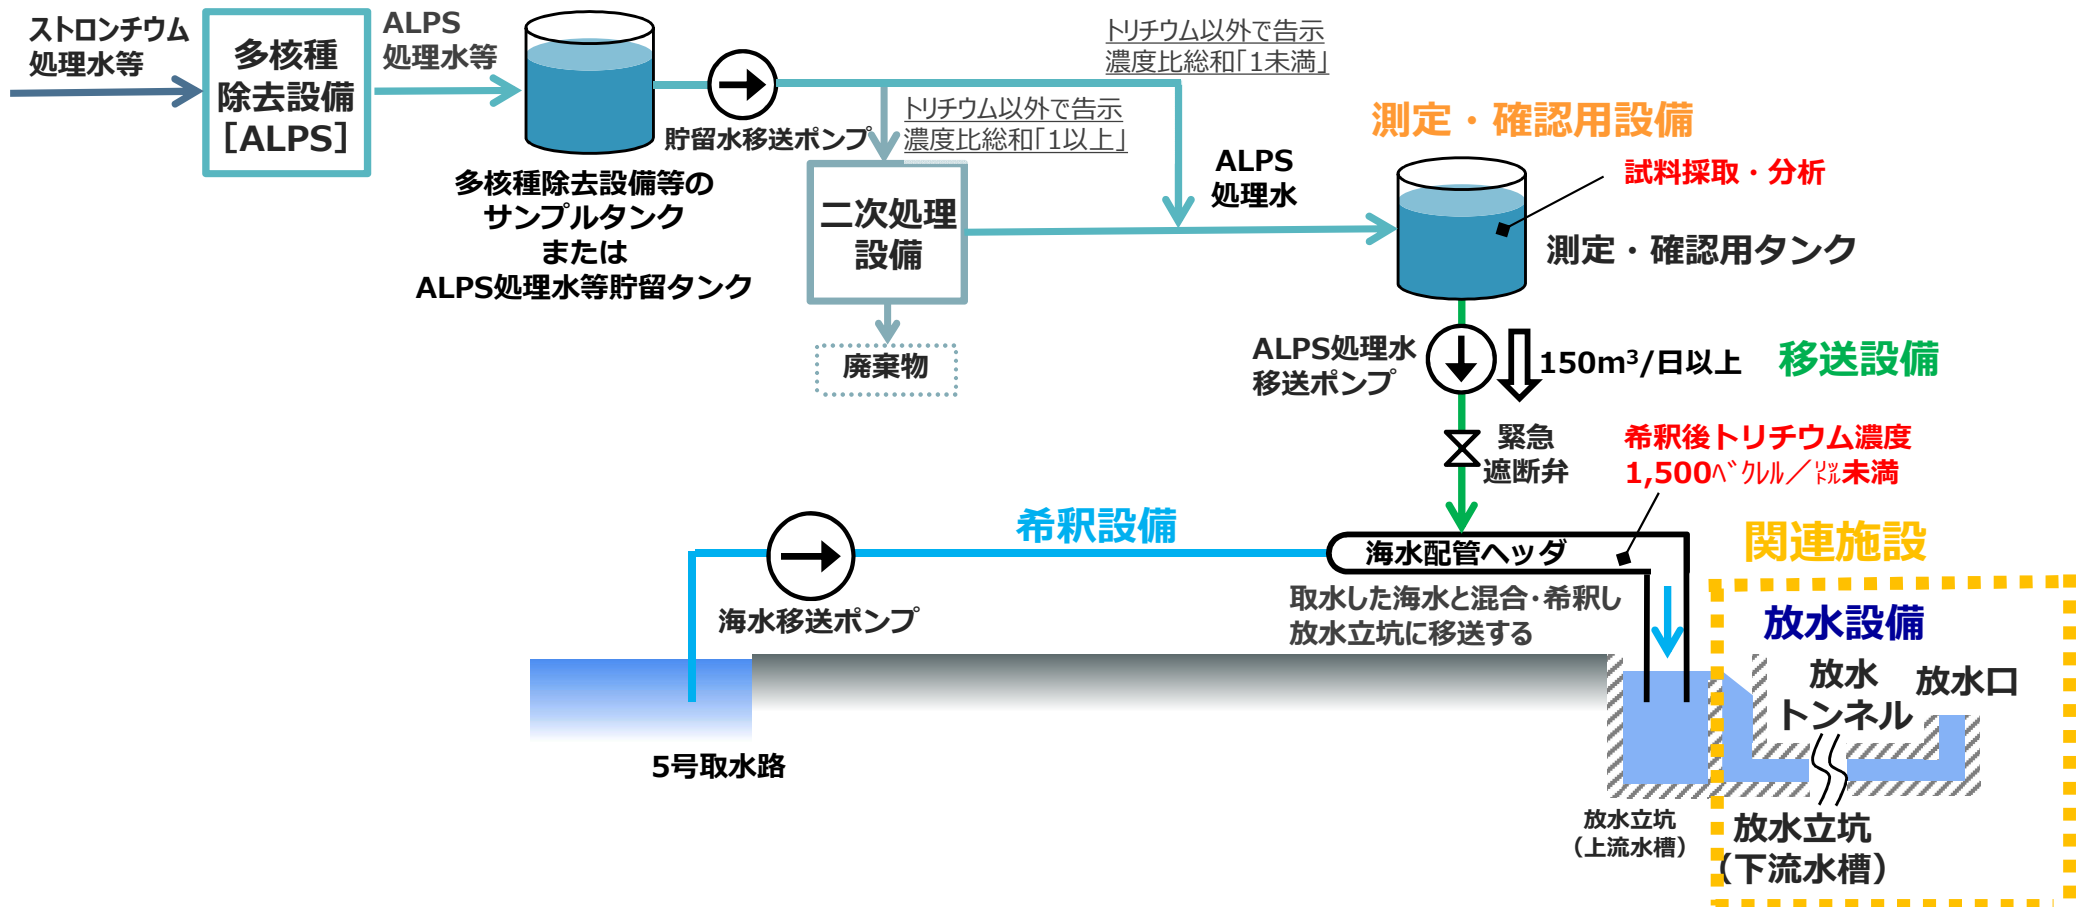 ストロンチウム
処理水等
多核種
除去設備
[ALPS]
ALPS
処理水等
多核種除去設備等の
サンプルタンク
または
ALPS処理水等貯留タンク
貯留水移送ポンプ
トリチウム以外で告示
濃度比総和「1未満」
トリチウム以外で告示
濃度比総和「1以上」
二次処理
設備
廃棄物
ALPS
処理水
測定・確認用設備
試料採取・分析
測定・確認用タンク
ALPS処理水
移送ポンプ
150m³/日以上
移送設備
緊急
遮断弁
希釈後トリチウム濃度
1,500ベクレル/リットル未満
希釈設備
海水移送ポンプ
海水配管ヘッダ
取水した海水と混合・希釈し
放水立坑に移送する
関連施設
放水設備
放水
トンネル
放水口
5号取水路
放水立坑
(上流水槽)
放水立坑
(下流水槽)